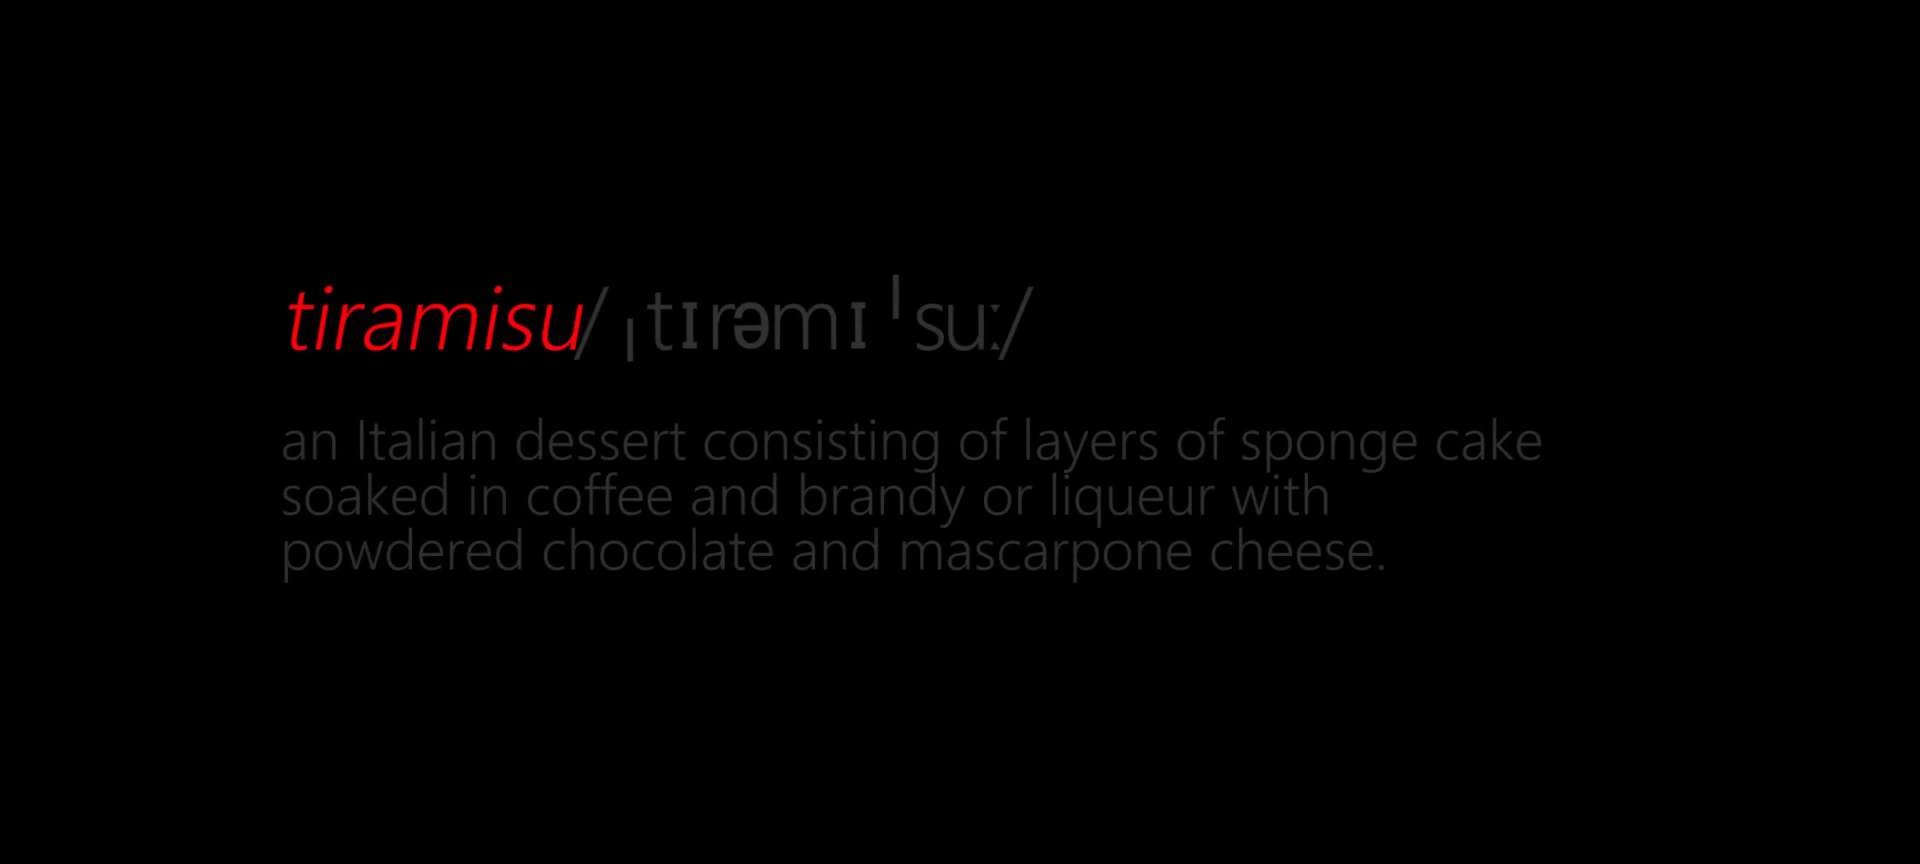 tiramisu/ˌtɪrəmɪˈsuː/
an Italian dessert consisting of layers of sponge cake
soaked in coffee and brandy or liqueur with
powdered chocolate and mascarpone cheese.